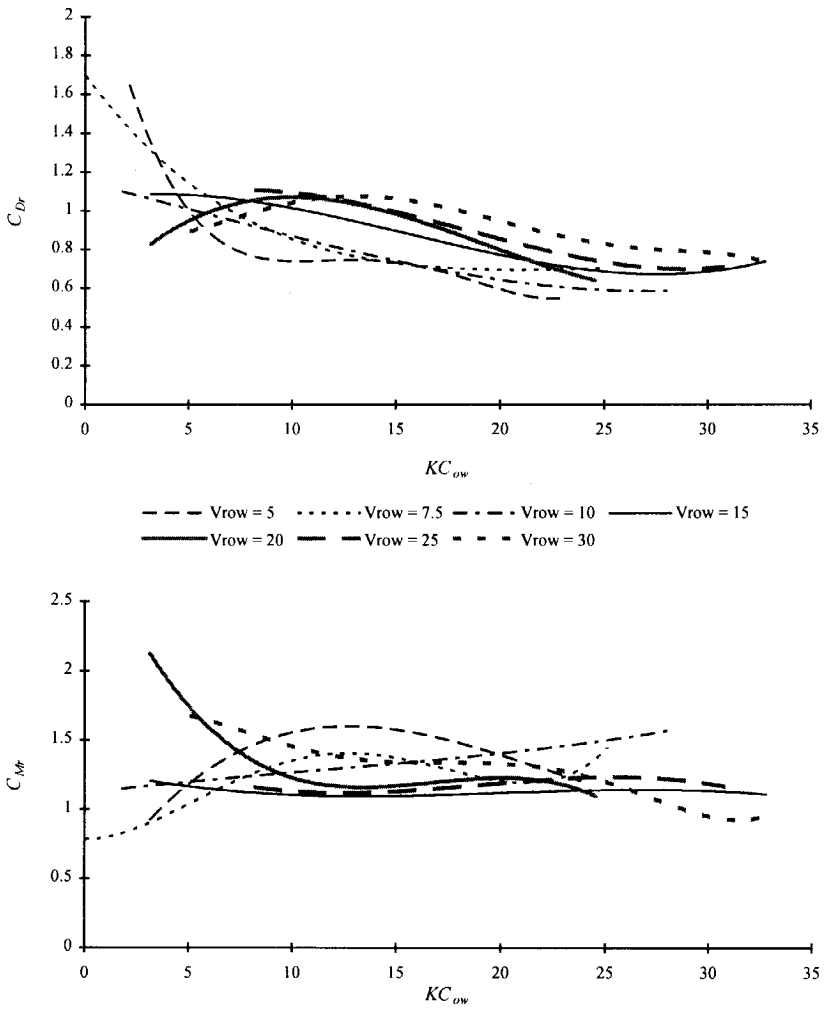 2
1.8
1.6
1.4
1.2
1
0.8
0.6
0.4
0.2
0
C_Dr
0 5 10 15 20 25 30 35
KC_ow
Vrow = 5 Vrow = 7.5 Vrow = 10 Vrow = 15
Vrow = 20 Vrow = 25 Vrow = 30
2.5
2
1.5
1
0.5
0
C_Mr
0 5 10 15 20 25 30 35
KC_ow